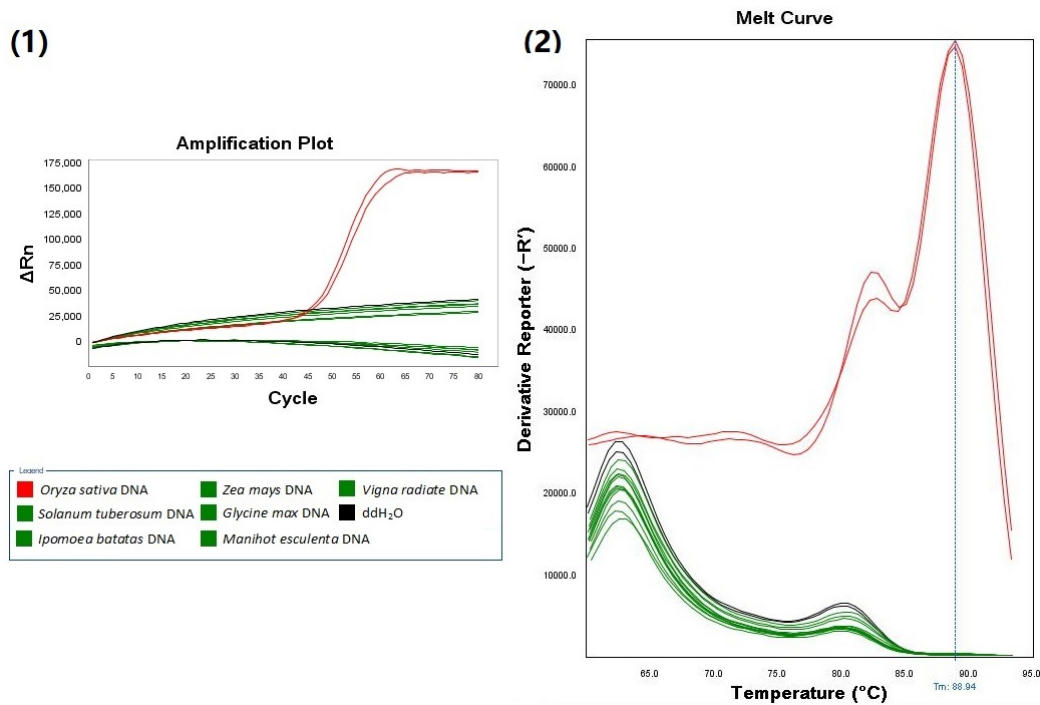 (1)
Amplification Plot
ΔRn
175,000
150,000
125,000
100,000
75,000
50,000
25,000
0
0 5 10 15 20 25 30 35 40 45 50 55 60 65 70 75 80
Cycle
Legend
Oryza sativa DNA Zea mays DNA Vigna radiate DNA
Solanum tuberosum DNA Glycine max DNA ddH₂O
Ipomoea batatas DNA Manihot esculenta DNA
(2)
Melt Curve
Derivative Reporter (−R′)
70000.0
60000.0
50000.0
40000.0
30000.0
20000.0
10000.0
65.0 70.0 75.0 80.0 85.0 90.0 95.0
Tm: 88.94
Temperature (°C)